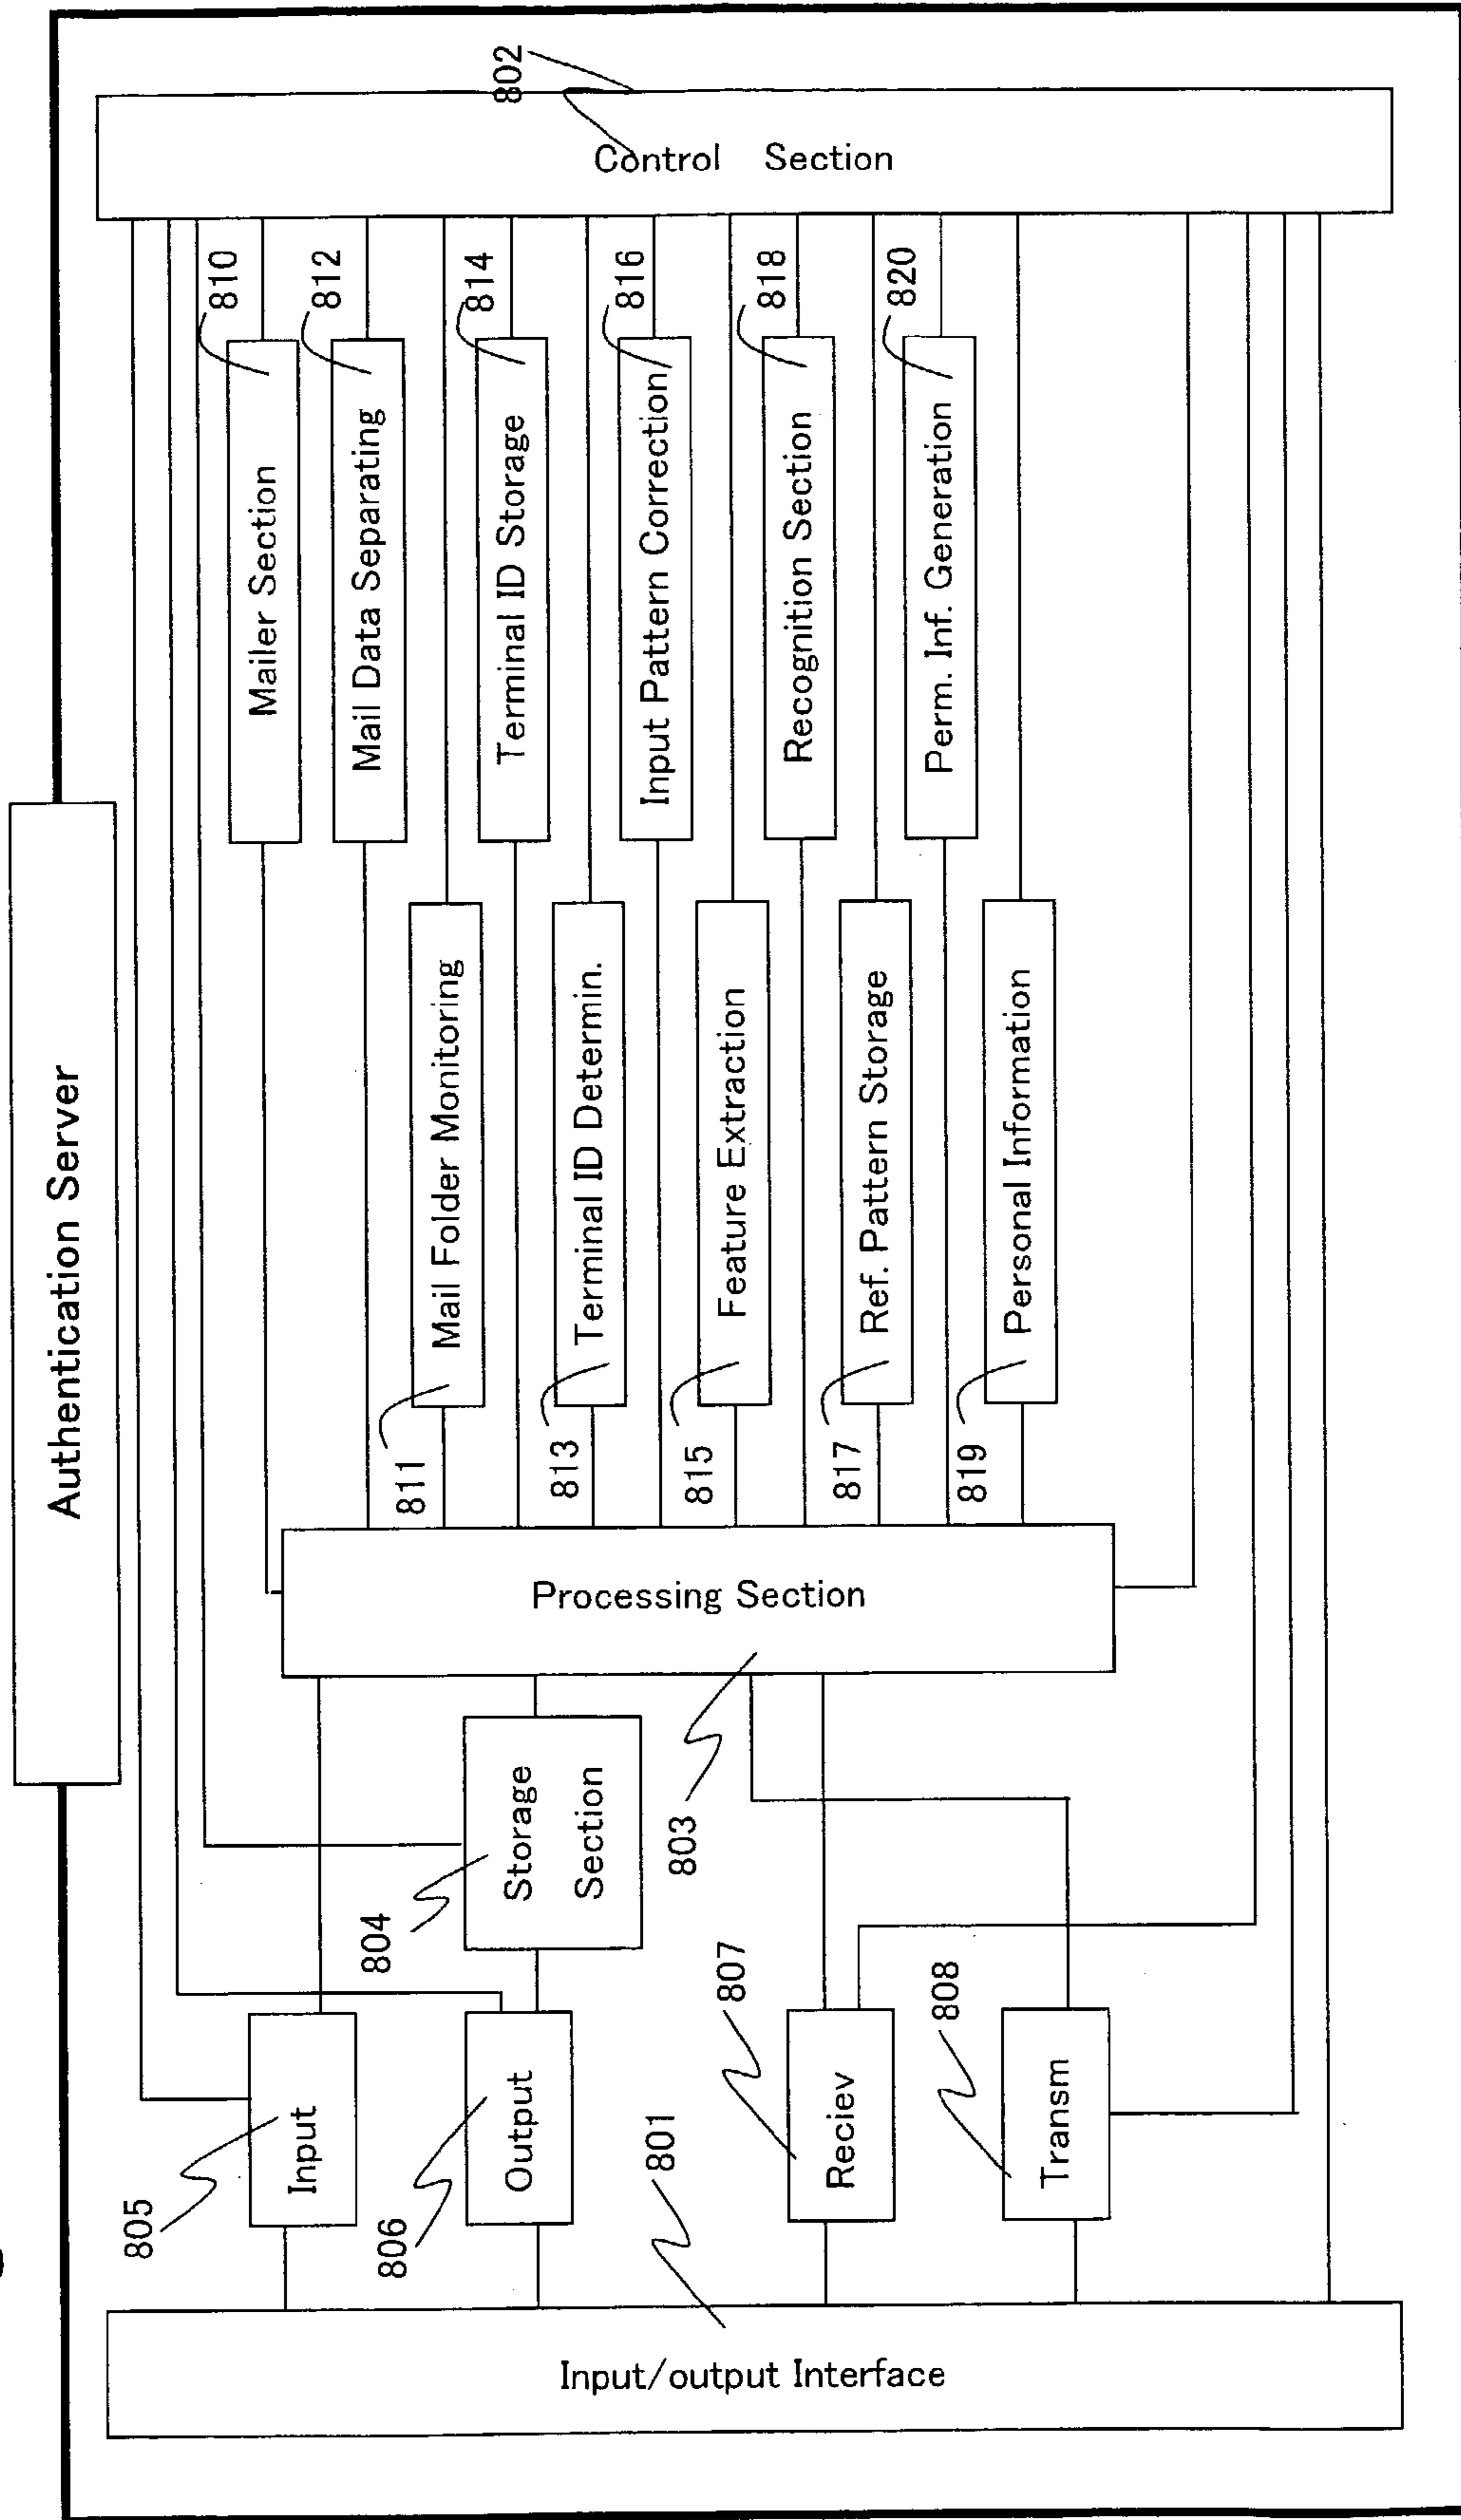 Authentication Server
802
Control Section
810
Mailer Section
812
Mail Data Separating
811
Mail Folder Monitoring
814
Terminal ID Storage
813
Terminal ID Determin.
816
Input Pattern Correction
815
Feature Extraction
818
Recognition Section
817
Ref. Pattern Storage
820
Perm. Inf. Generation
819
Personal Information
Processing Section
803
Storage
Section
804
805
Input
806
Output
807
Reciev
808
Transm
801
Input/output Interface